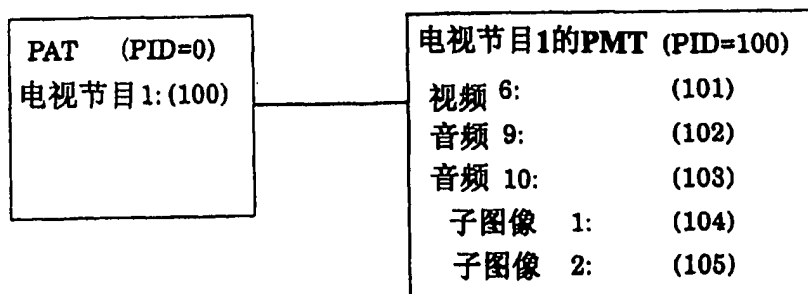 PAT (PID=0)
电视节目1:(100)
电视节目1的PMT (PID=100)
视频 6: (101)
音频 9: (102)
音频 10: (103)
子图像 1: (104)
子图像 2: (105)